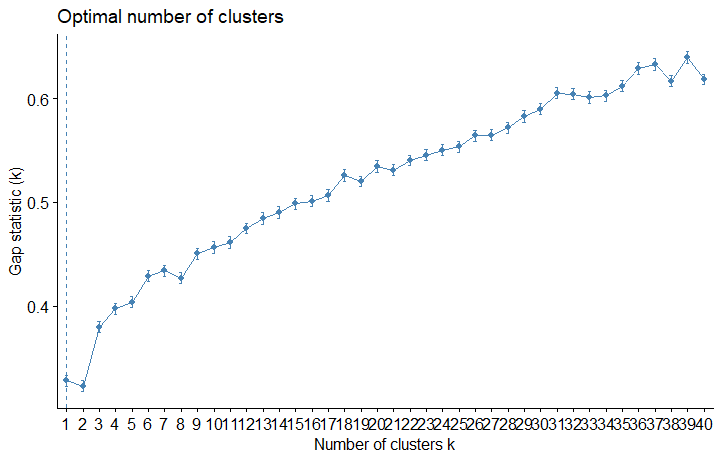 Optimal number of clusters
Gap statistic (k)
0.6
0.5
0.4
1 2 3 4 5 6 7 8 9 10 11 12 13 14 15 16 17 18 19 20 21 22 23 24 25 26 27 28 29 30 31 32 33 34 35 36 37 38 39 40
Number of clusters k